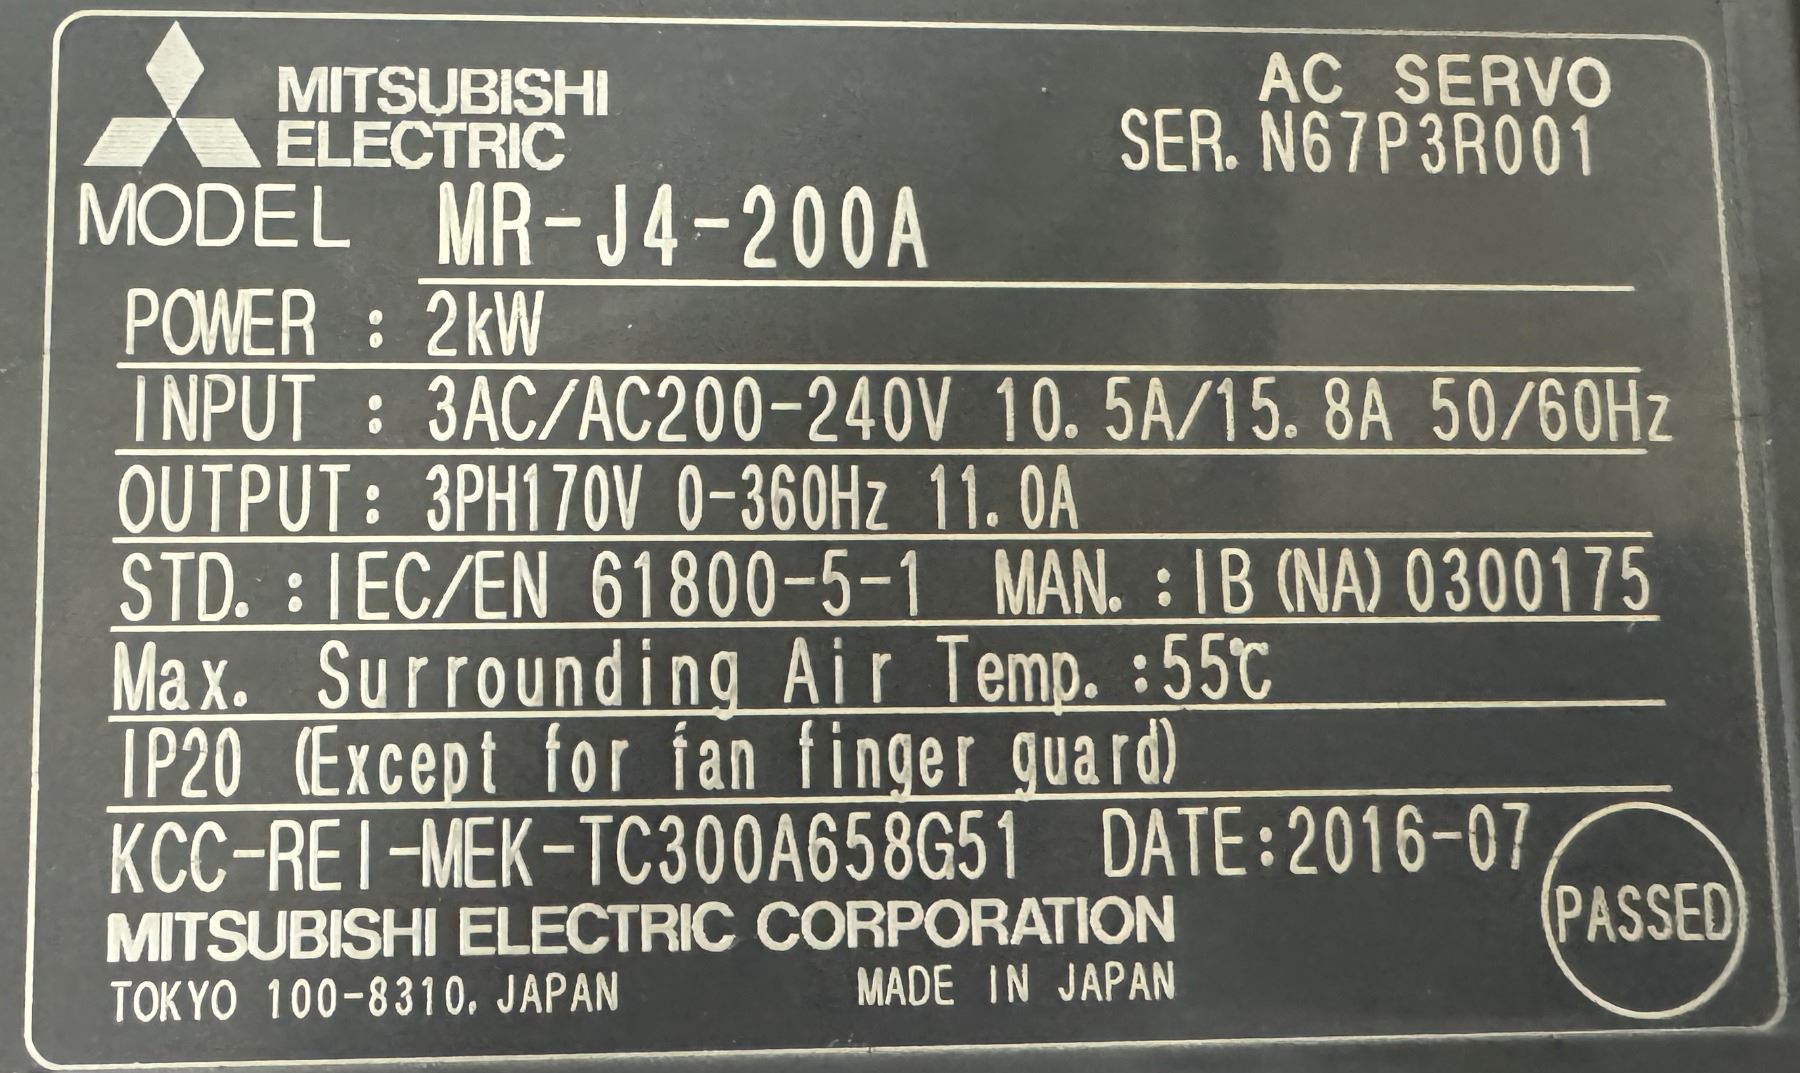 MITSUBISHI
ELECTRIC
AC SERVO
SER. N67P3R001
MODEL MR-J4-200A
POWER : 2kW
INPUT : 3AC/AC200-240V 10.5A/15.8A 50/60Hz
OUTPUT: 3PH170V 0-360Hz 11.0A
STD. : IEC/EN 61800-5-1 MAN. : IB(NA)0300175
Max. Surrounding Air Temp. :55℃
IP20 (Except for fan finger guard)
KCC-REI-MEK-TC300A658G51 DATE:2016-07
PASSED
MITSUBISHI ELECTRIC CORPORATION
TOKYO 100-8310, JAPAN MADE IN JAPAN